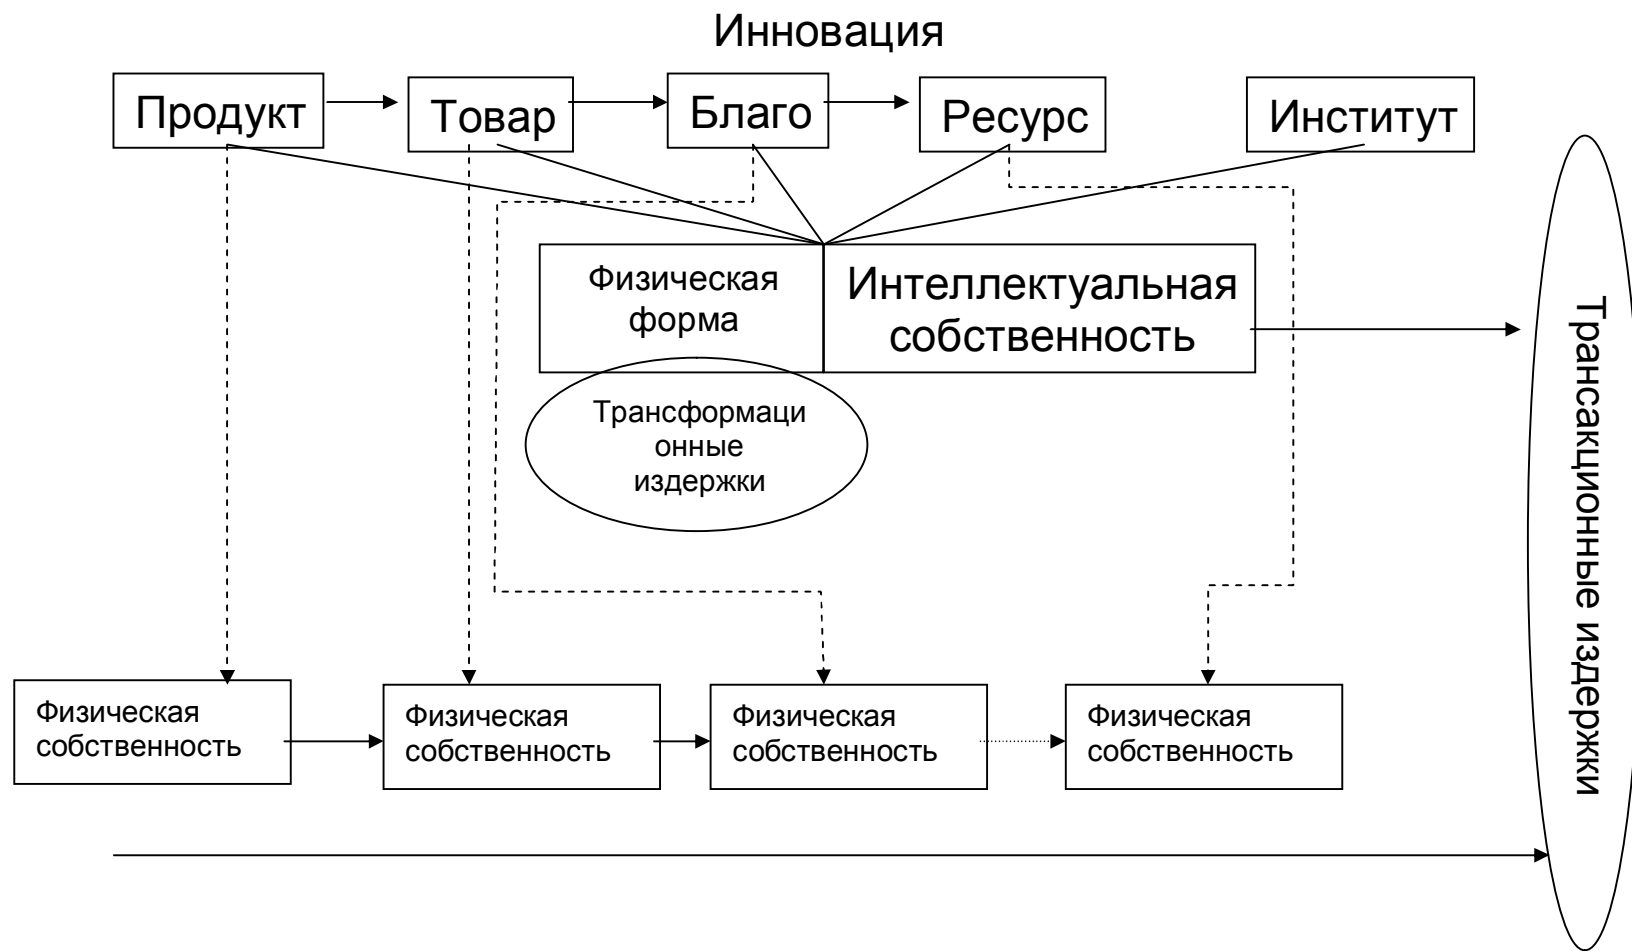 Инновация
Продукт
Товар
Благо
Ресурс
Институт
Физическая
форма
Интеллектуальная
собственность
Трансформаци
онные
издержки
Трансакционные издержки
Физическая
собственность
Физическая
собственность
Физическая
собственность
Физическая
собственность